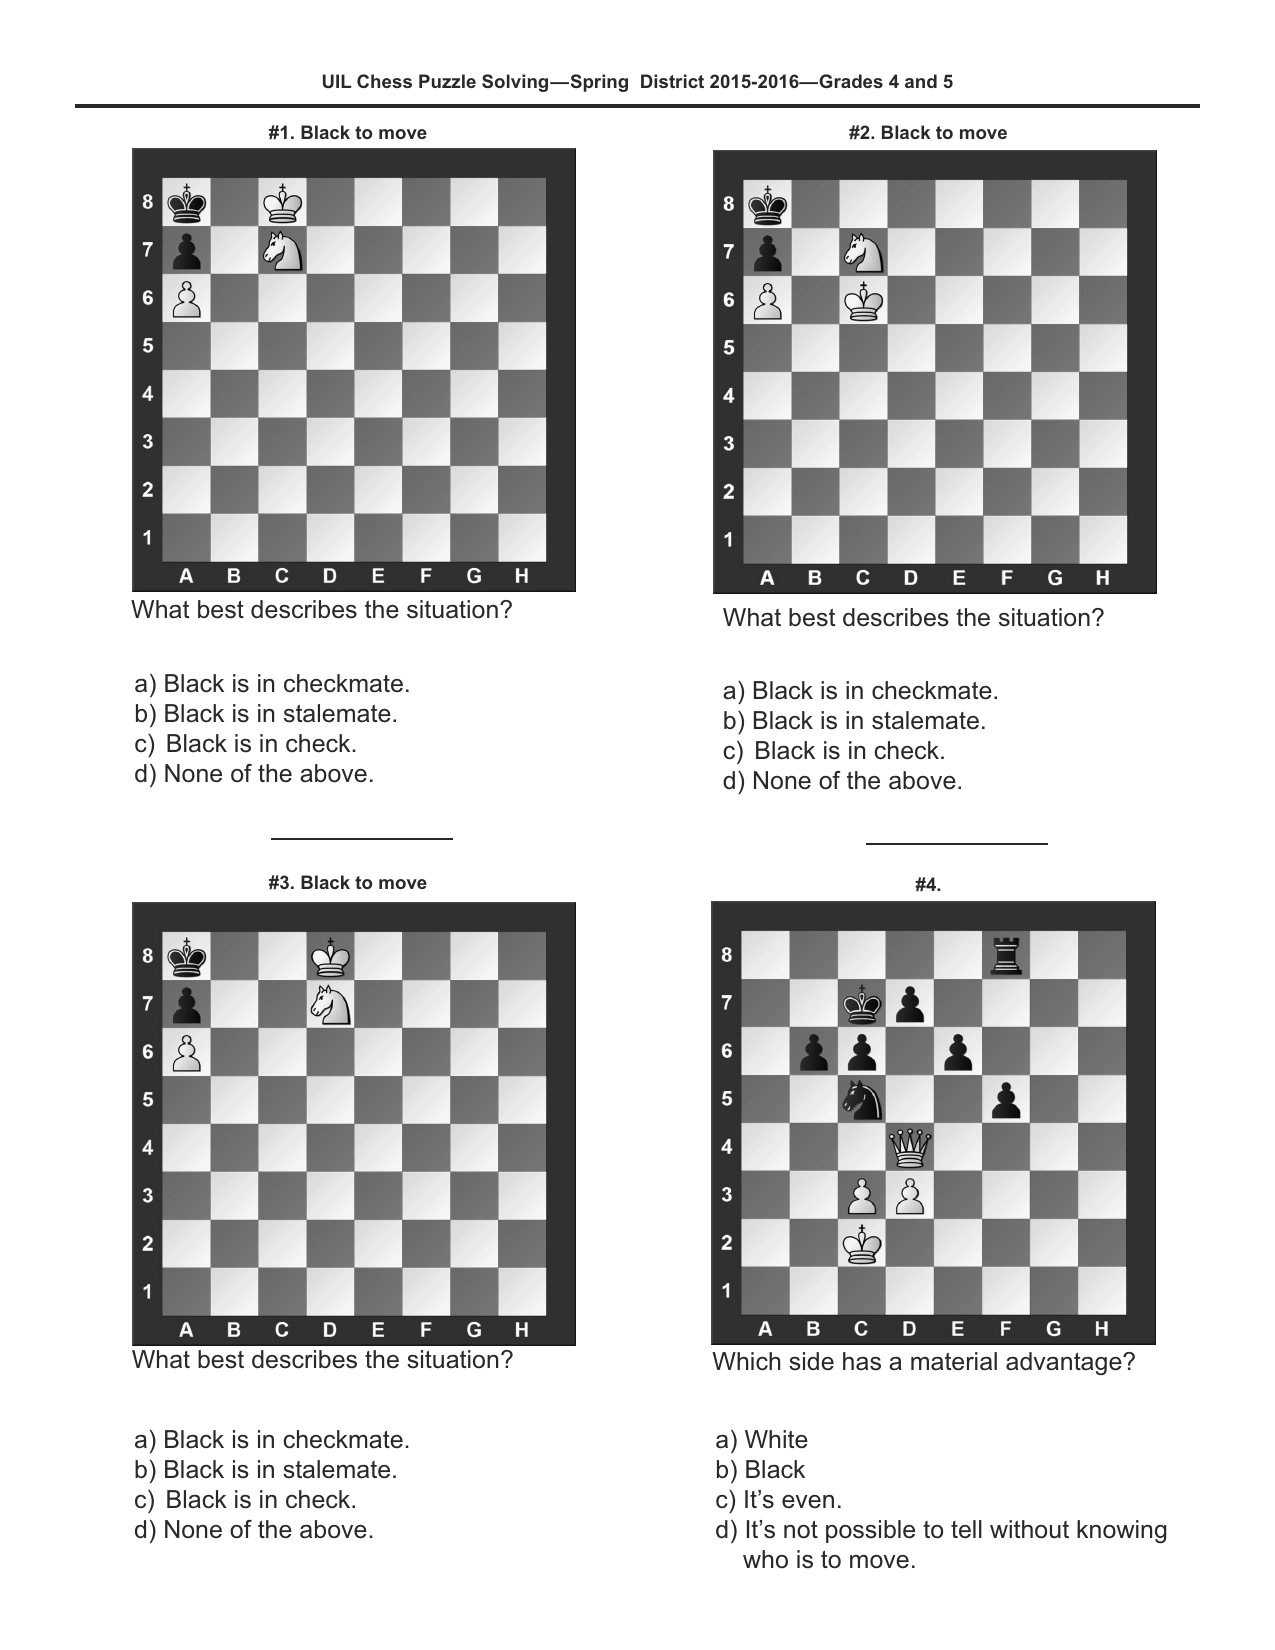 UIL Chess Puzzle Solving—Spring  District 2015-2016—Grades 4 and 5
#1. Black to move
8
7
6
5
4
3
2
1
A B C D E F G H
What best describes the situation?
a) Black is in checkmate.
b) Black is in stalemate.
c) Black is in check.
d) None of the above.
#2. Black to move
8
7
6
5
4
3
2
1
A B C D E F G H
What best describes the situation?
a) Black is in checkmate.
b) Black is in stalemate.
c) Black is in check.
d) None of the above.
#3. Black to move
8
7
6
5
4
3
2
1
A B C D E F G H
What best describes the situation?
a) Black is in checkmate.
b) Black is in stalemate.
c) Black is in check.
d) None of the above.
#4.
8
7
6
5
4
3
2
1
A B C D E F G H
Which side has a material advantage?
a) White
b) Black
c) It’s even.
d) It’s not possible to tell without knowing
who is to move.